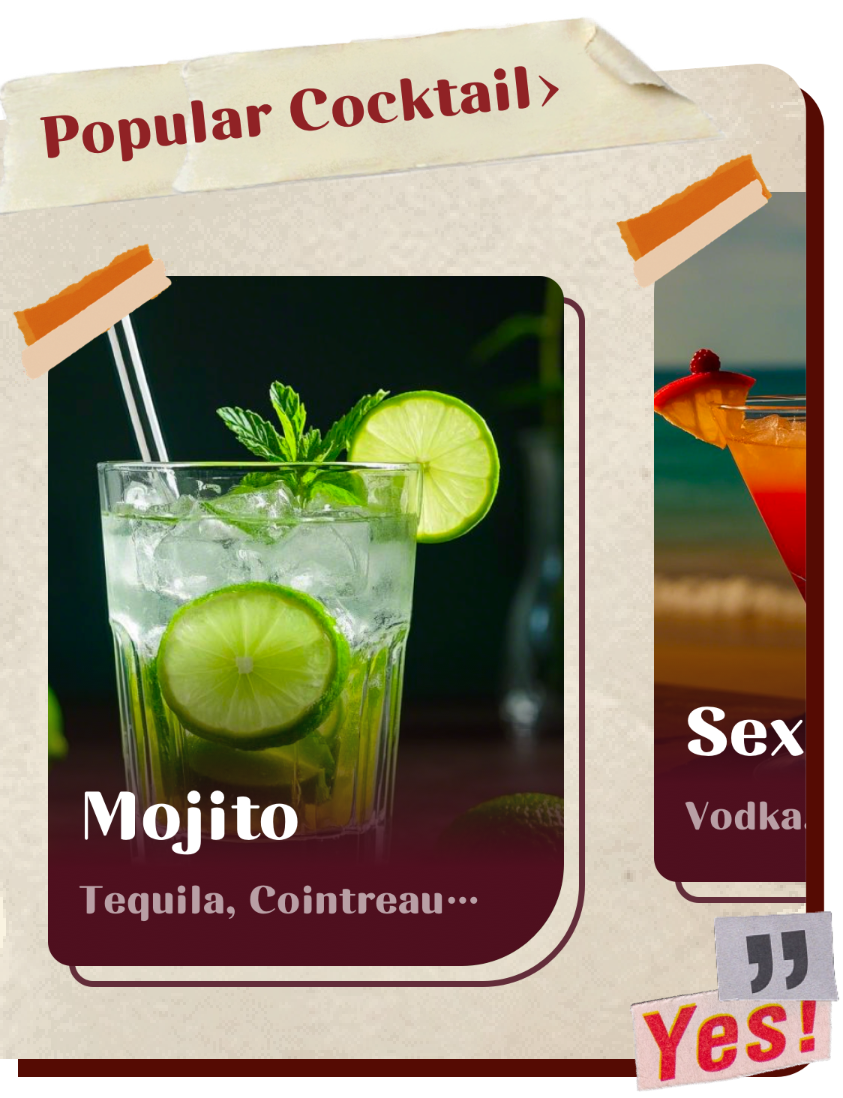 Popular Cocktail›
Mojito
Tequila, Cointreau…
Sex
Vodka.
”
Yes!